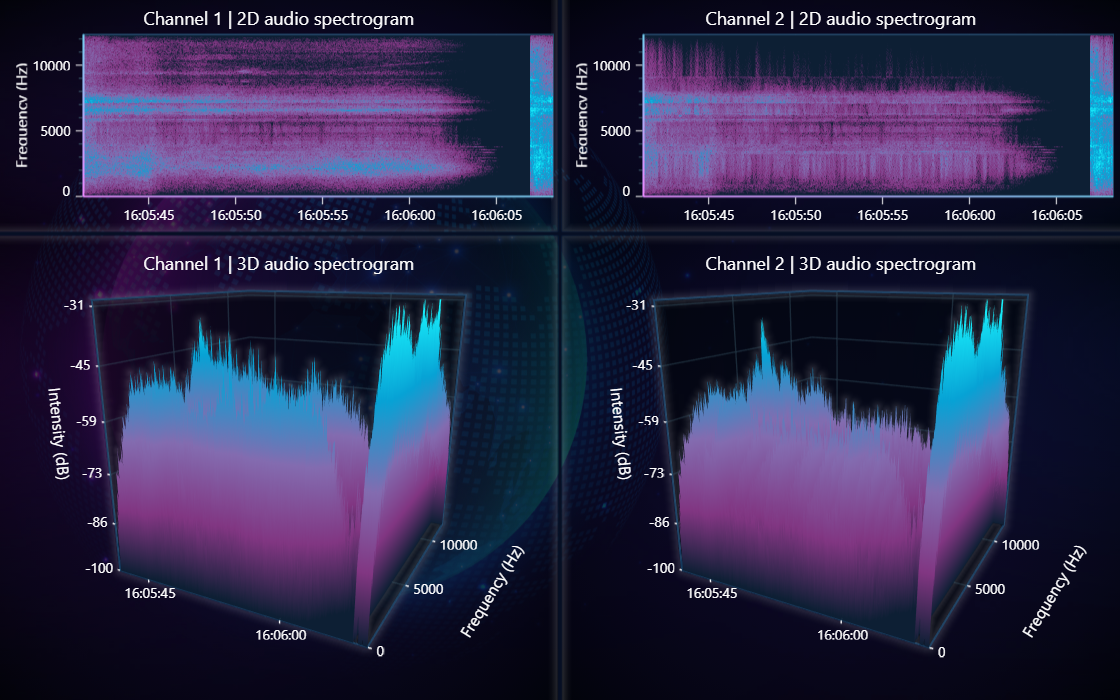 Channel 1 | 2D audio spectrogram
Frequency (Hz)
10000
5000
0
16:05:45 16:05:50 16:05:55 16:06:00 16:06:05
Channel 2 | 2D audio spectrogram
Frequency (Hz)
10000
5000
0
16:05:45 16:05:50 16:05:55 16:06:00 16:06:05
Channel 1 | 3D audio spectrogram
-31
-45
-59
-73
-86
-100
Intensity (dB)
16:05:45
16:06:00
0
5000
10000
Frequency (Hz)
Channel 2 | 3D audio spectrogram
-31
-45
-59
-73
-86
-100
Intensity (dB)
16:05:45
16:06:00
0
5000
10000
Frequency (Hz)